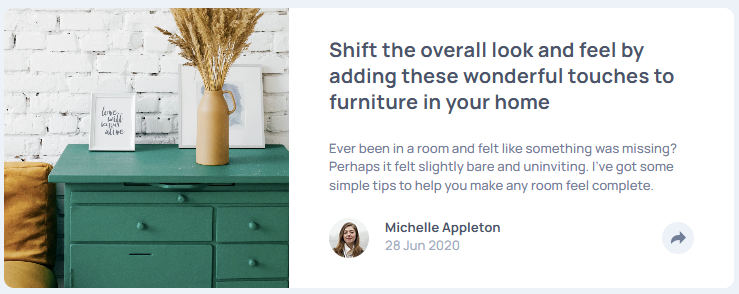 Shift the overall look and feel by
adding these wonderful touches to
furniture in your home
Ever been in a room and felt like something was missing?
Perhaps it felt slightly bare and uninviting. I’ve got some
simple tips to help you make any room feel complete.
Michelle Appleton
28 Jun 2020
love
will
alive